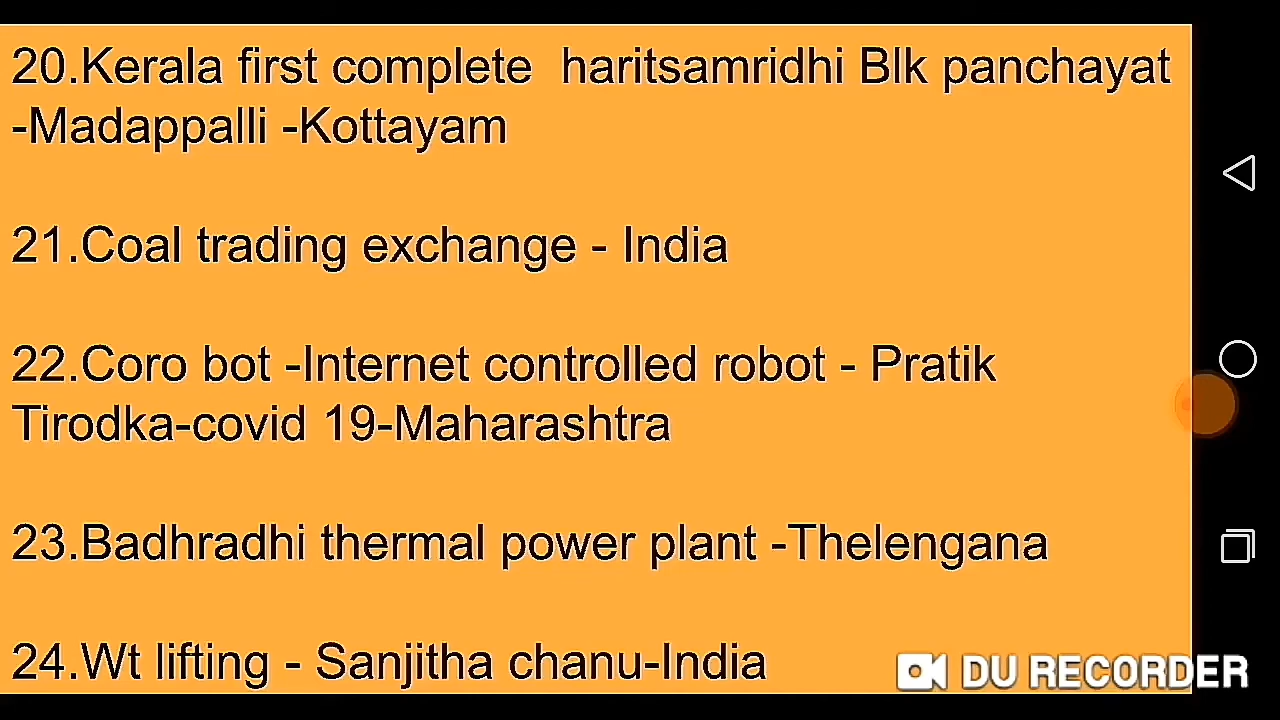 20.Kerala first complete  haritsamridhi Blk panchayat
-Madappalli -Kottayam
21.Coal trading exchange - India
22.Coro bot -Internet controlled robot - Pratik
Tirodka-covid 19-Maharashtra
23.Badhradhi thermal power plant -Thelengana
24.Wt lifting - Sanjitha chanu-India
DU RECORDER